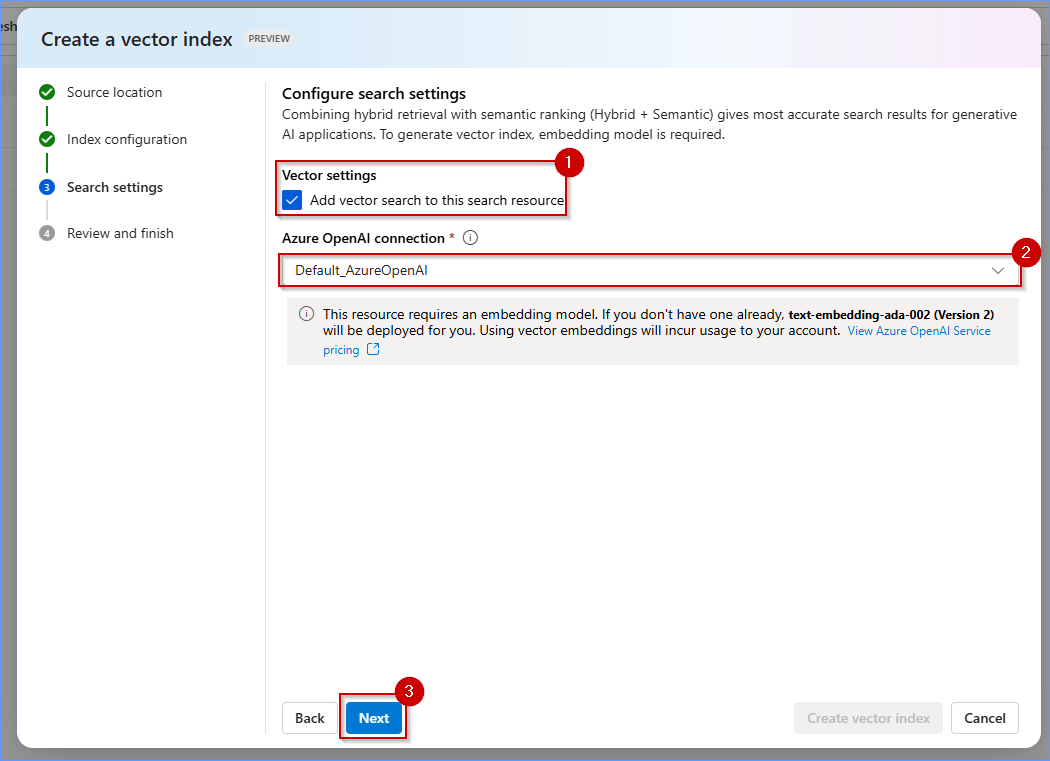 esh
Create a vector index PREVIEW
Source location
Index configuration
3 Search settings
4 Review and finish
Configure search settings
Combining hybrid retrieval with semantic ranking (Hybrid + Semantic) gives most accurate search results for generative
AI applications. To generate vector index, embedding model is required.
1
Vector settings
Add vector search to this search resource
Azure OpenAI connection *
2
Default_AzureOpenAI
This resource requires an embedding model. If you don't have one already, text-embedding-ada-002 (Version 2)
will be deployed for you. Using vector embeddings will incur usage to your account. View Azure OpenAI Service
pricing
3
Back Next Create vector index Cancel